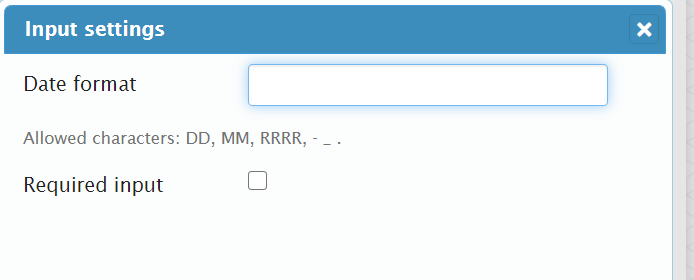 Input settings
Date format
Allowed characters: DD, MM, RRRR, - _ .
Required input